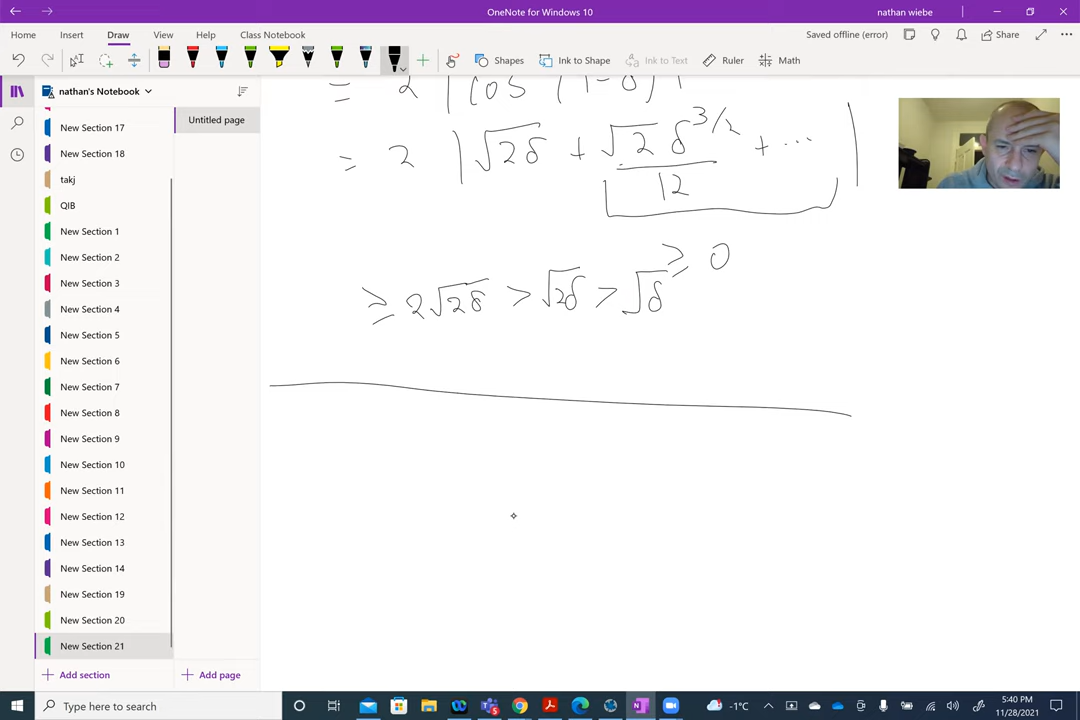 OneNote for Windows 10
nathan wiebe
Home Insert Draw View Help Class Notebook
Saved offline (error)
Share
Shapes
Ink to Shape
Ink to Text
Ruler
Math
nathan's Notebook
Untitled page
New Section 17
New Section 18
takj
QIB
New Section 1
New Section 2
New Section 3
New Section 4
New Section 5
New Section 6
New Section 7
New Section 8
New Section 9
New Section 10
New Section 11
New Section 12
New Section 13
New Section 14
New Section 19
New Section 20
New Section 21
Add section
Add page
= 2 |cos (1-δ)|
= 2 |√2δ + √2 δ^3/2 / 12 + ... |
≥ 0
≥ 2√2δ > √2δ > √δ
Type here to search
-1°C
5:40 PM
11/28/2021